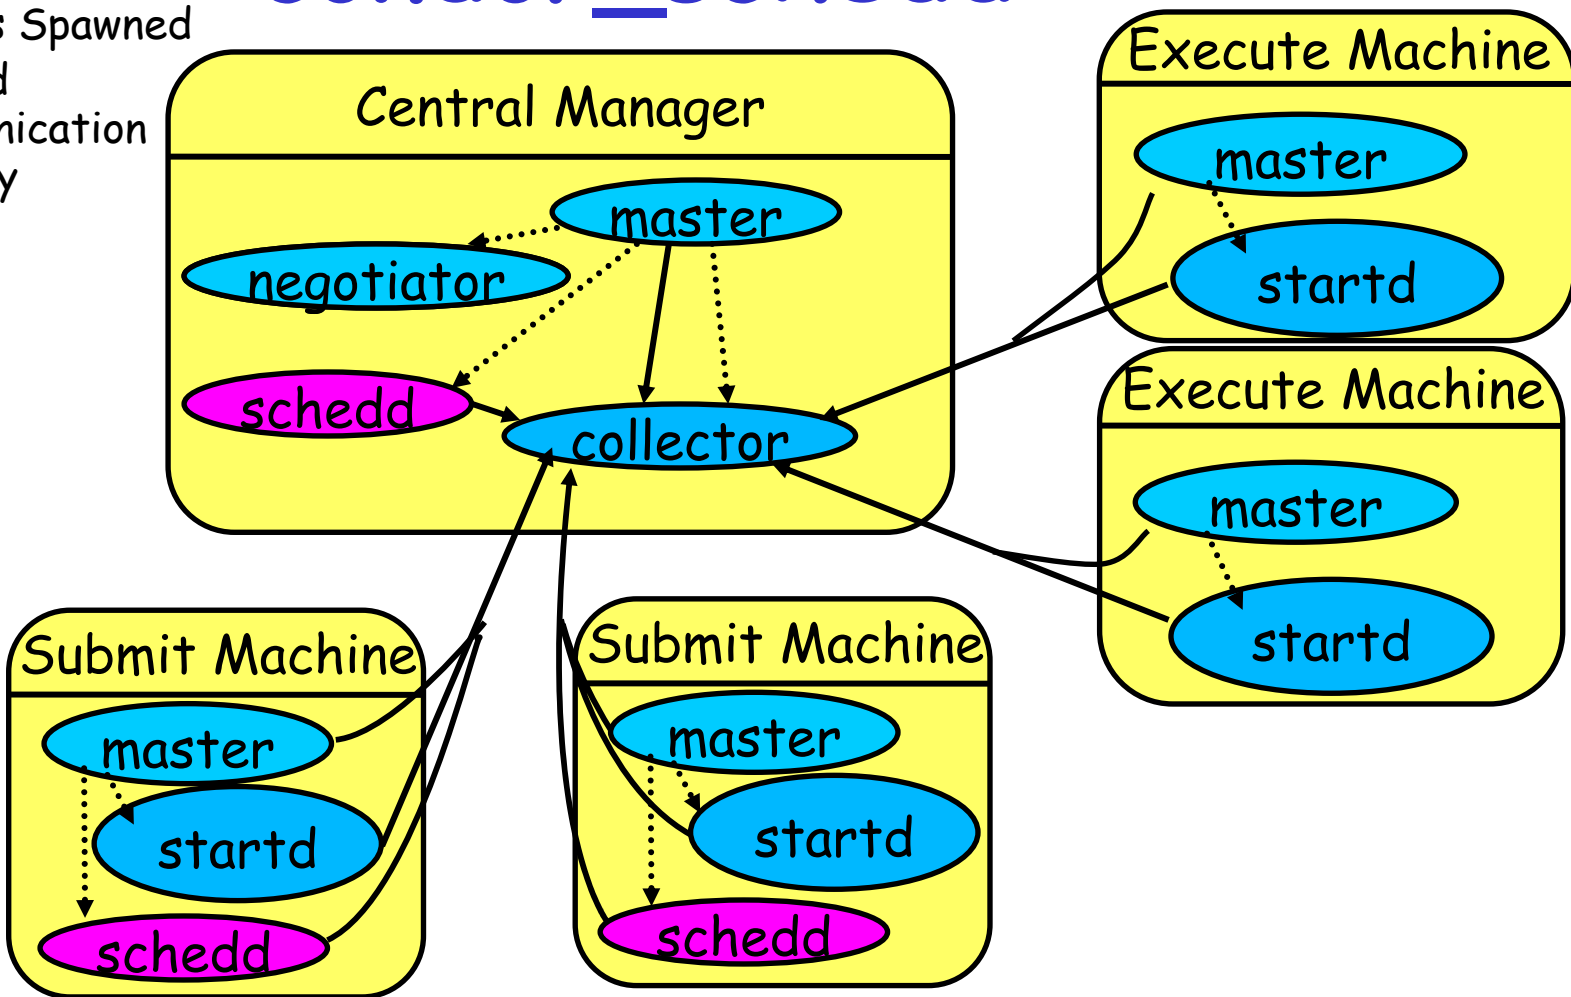 Spawned
Central Manager
master
negotiator
schedd
collector
Execute Machine
master
startd
Execute Machine
master
startd
Submit Machine
master
startd
schedd
Submit Machine
master
startd
schedd